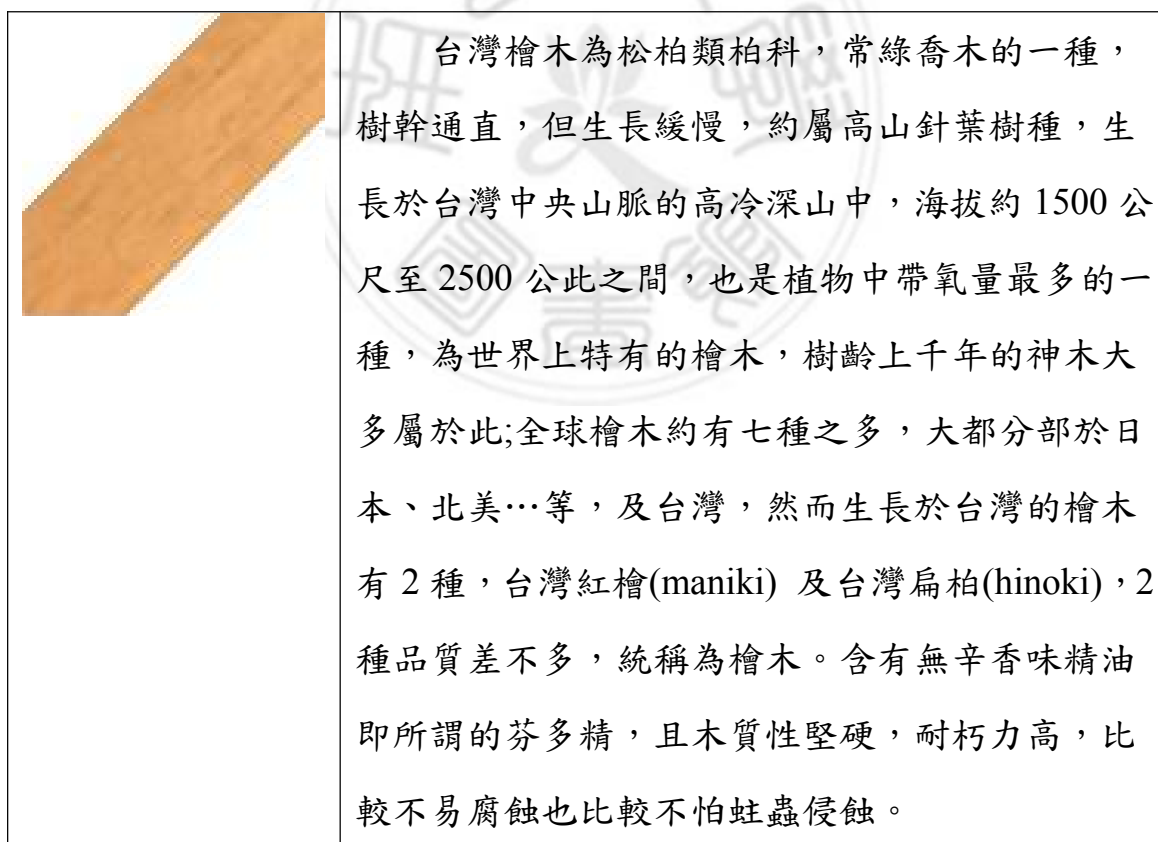 台灣檜木為松柏類柏科，常綠喬木的一種，
樹幹通直，但生長緩慢，約屬高山針葉樹種，生
長於台灣中央山脈的高冷深山中，海拔約 1500 公
尺至 2500 公此之間，也是植物中帶氧量最多的一
種，為世界上特有的檜木，樹齡上千年的神木大
多屬於此;全球檜木約有七種之多，大都分部於日
本、北美…等，及台灣，然而生長於台灣的檜木
有 2 種，台灣紅檜(maniki) 及台灣扁柏(hinoki)，2
種品質差不多，統稱為檜木。含有無辛香味精油
即所謂的芬多精，且木質性堅硬，耐朽力高，比
較不易腐蝕也比較不怕蛀蟲侵蝕。